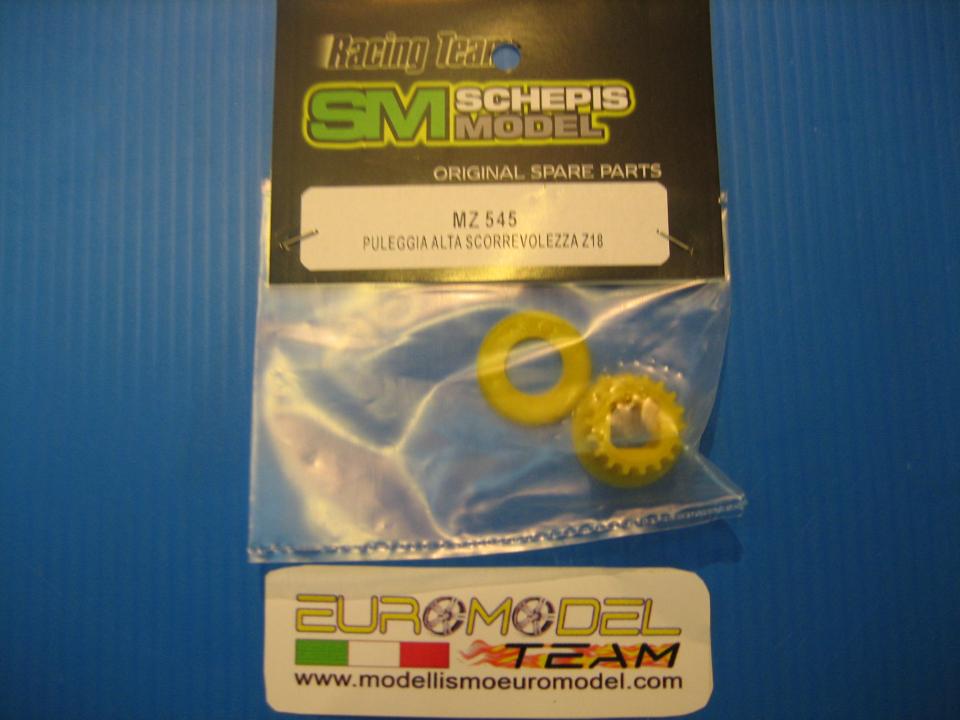 Racing Team
SM SCHEPIS
MODEL
ORIGINAL SPARE PARTS
MZ 545
PULEGGIA ALTA SCORREVOLEZZA Z18
EUROMODEL
TEAM
www.modellismoeuromodel.com